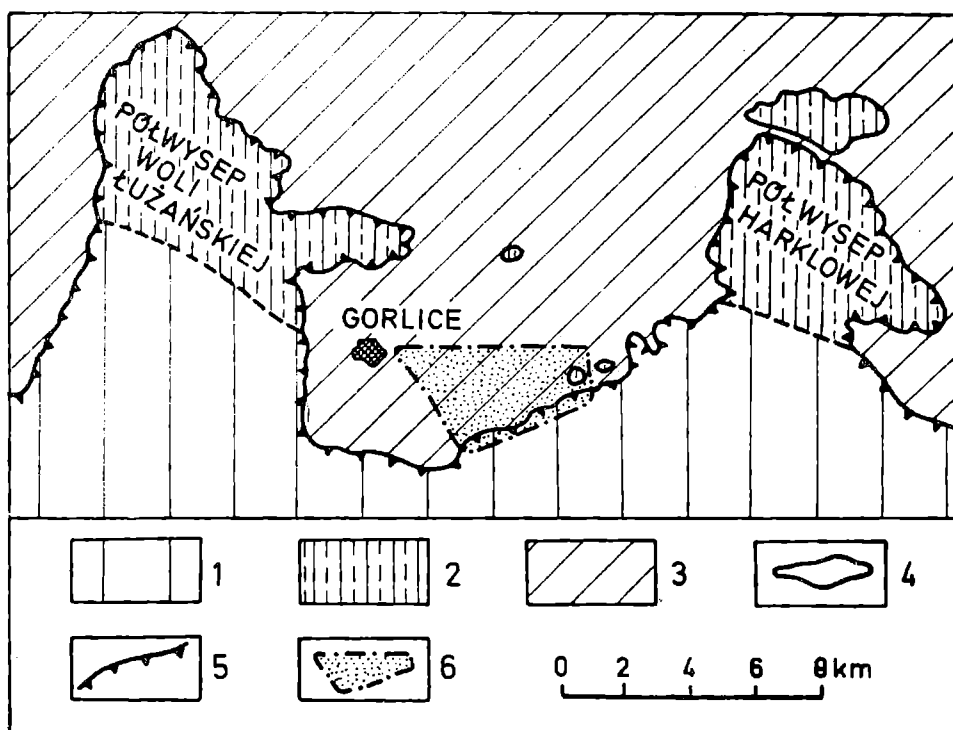 PÓŁWYSEP
WOLI
ŁUŻAŃSKIEJ
PÓŁWYSEP
HARKLOWEJ
GORLICE
1
2
3
4
5
6
0 2 4 6 8 km